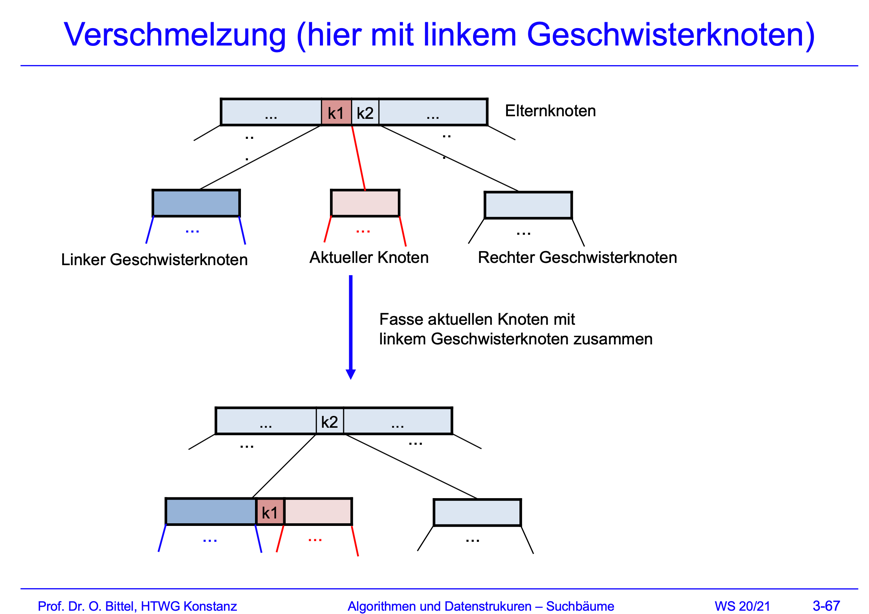 Verschmelzung (hier mit linkem Geschwisterknoten)
... k1 k2 ... Elternknoten
.. ..
. .
... ... ...
Linker Geschwisterknoten Aktueller Knoten Rechter Geschwisterknoten
Fasse aktuellen Knoten mit
linkem Geschwisterknoten zusammen
... k2 ...
... ...
k1
... ... ...
Prof. Dr. O. Bittel, HTWG Konstanz Algorithmen und Datenstrukuren – Suchbäume WS 20/21 3-67